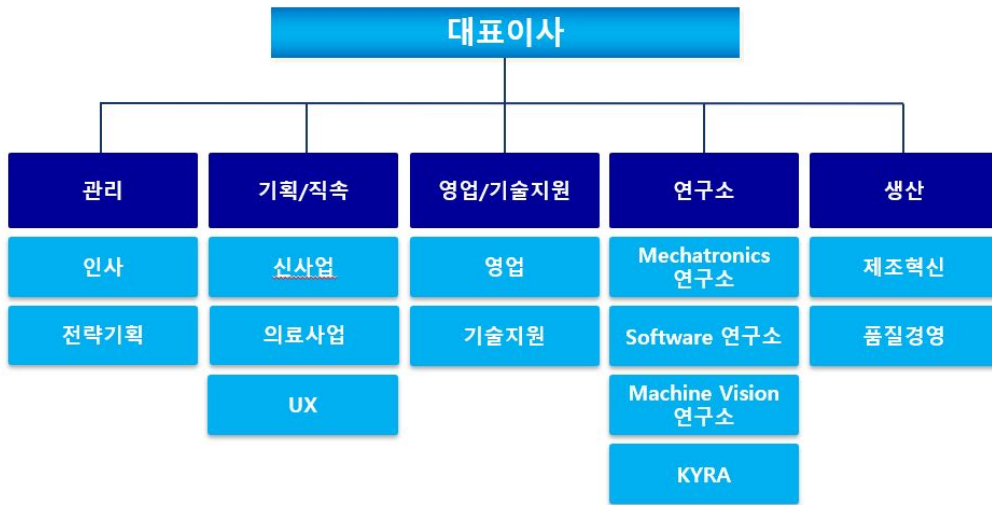 대표이사
관리
기획/직속
영업/기술지원
연구소
생산
인사
신사업
영업
Mechatronics
연구소
제조혁신
전략기획
의료사업
기술지원
Software 연구소
품질경영
UX
Machine Vision
연구소
KYRA